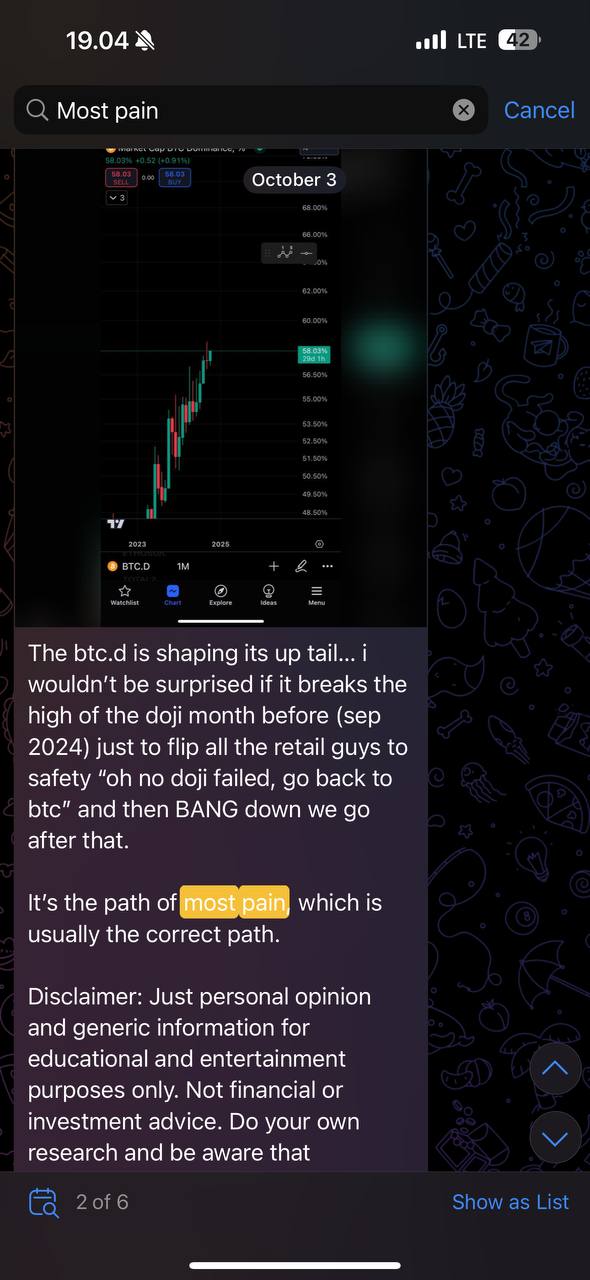 19.04
LTE 42
Most pain
Cancel
Market Cap BTC Dominance, %
October 3
58.03% +0.52 (+0.91%)
58.03 0.00 58.03
SELL BUY
3
68.00%
66.00%
62.00%
60.00%
58.03%
29d 1h
56.50%
55.00%
53.50%
52.50%
51.50%
50.50%
49.50%
48.50%
2023 2025
BTC.D 1M
Watchlist Chart Explore Ideas Menu
The btc.d is shaping its up tail... i
wouldn’t be surprised if it breaks the
high of the doji month before (sep
2024) just to flip all the retail guys to
safety “oh no doji failed, go back to
btc” and then BANG down we go
after that.
It’s the path of most pain, which is
usually the correct path.
Disclaimer: Just personal opinion
and generic information for
educational and entertainment
purposes only. Not financial or
investment advice. Do your own
research and be aware that
2 of 6
Show as List